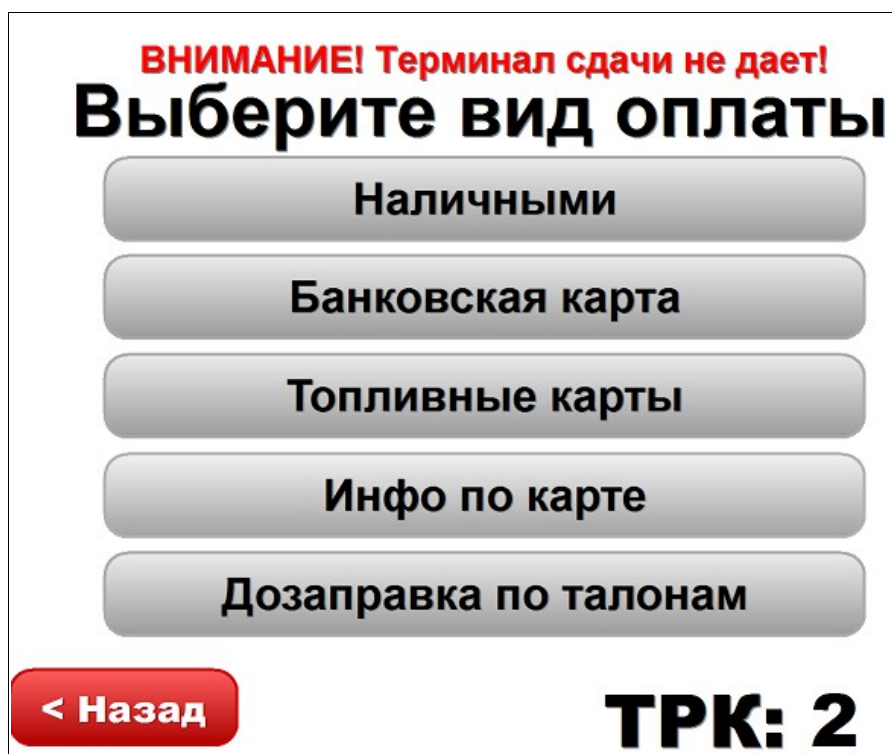 ВНИМАНИЕ! Терминал сдачи не дает!
Выберите вид оплаты
Наличными
Банковская карта
Топливные карты
Инфо по карте
Дозаправка по талонам
< Назад
ТРК: 2